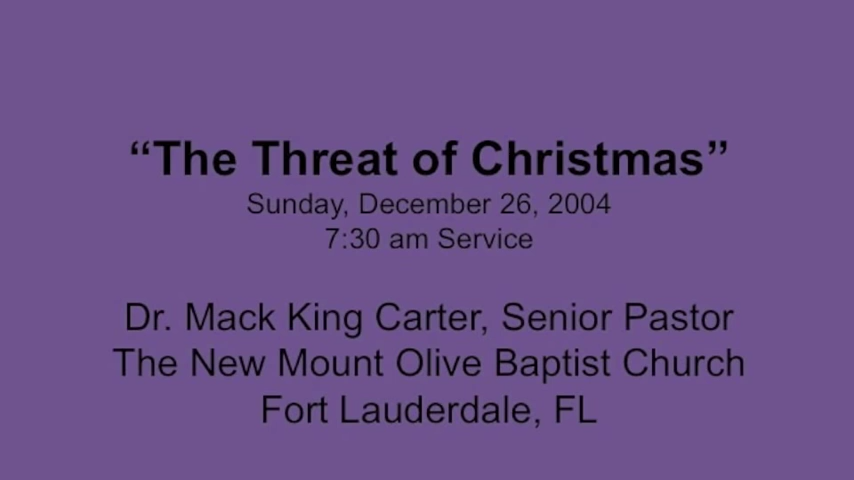 “The Threat of Christmas”
Sunday, December 26, 2004
7:30 am Service
Dr. Mack King Carter, Senior Pastor
The New Mount Olive Baptist Church
Fort Lauderdale, FL